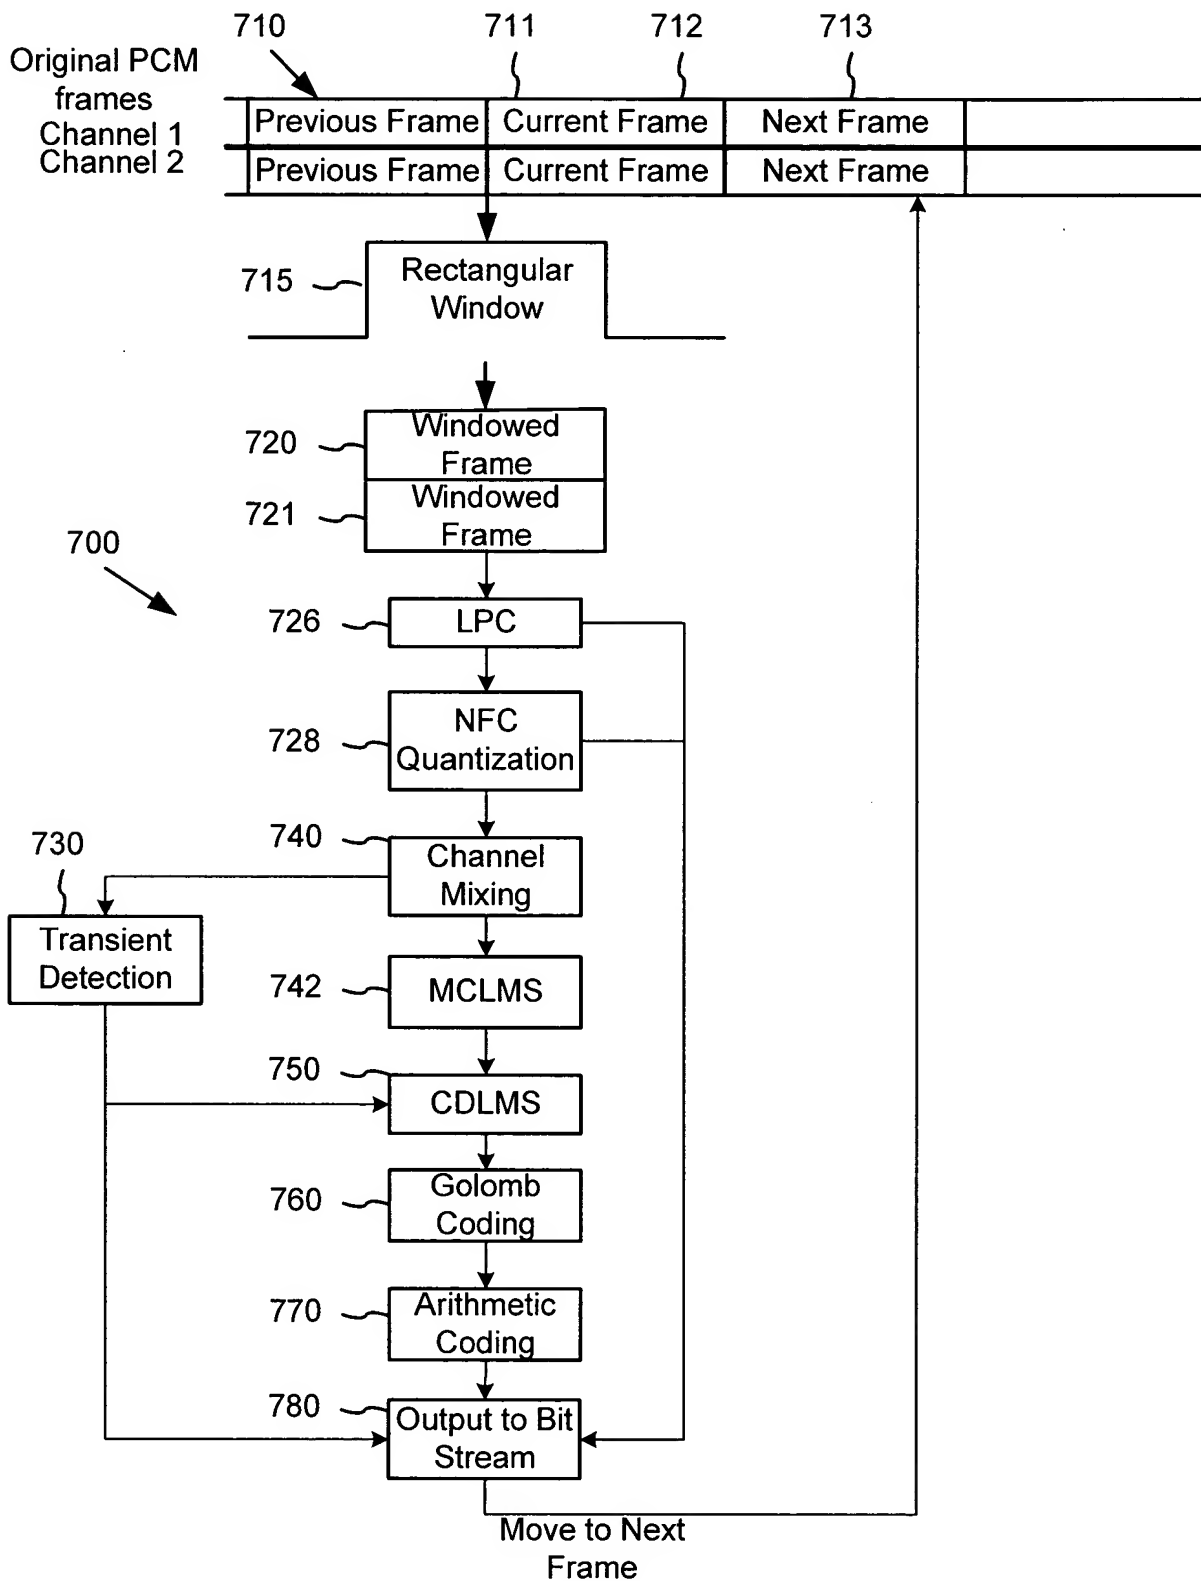 710
711
712
713
Original PCM
frames
Channel 1
Channel 2
Previous Frame
Current Frame
Next Frame
Previous Frame
Current Frame
Next Frame
715
Rectangular
Window
720
Windowed
Frame
721
Windowed
Frame
700
726
LPC
728
NFC
Quantization
740
Channel
Mixing
730
Transient
Detection
742
MCLMS
750
CDLMS
760
Golomb
Coding
770
Arithmetic
Coding
780
Output to Bit
Stream
Move to Next
Frame